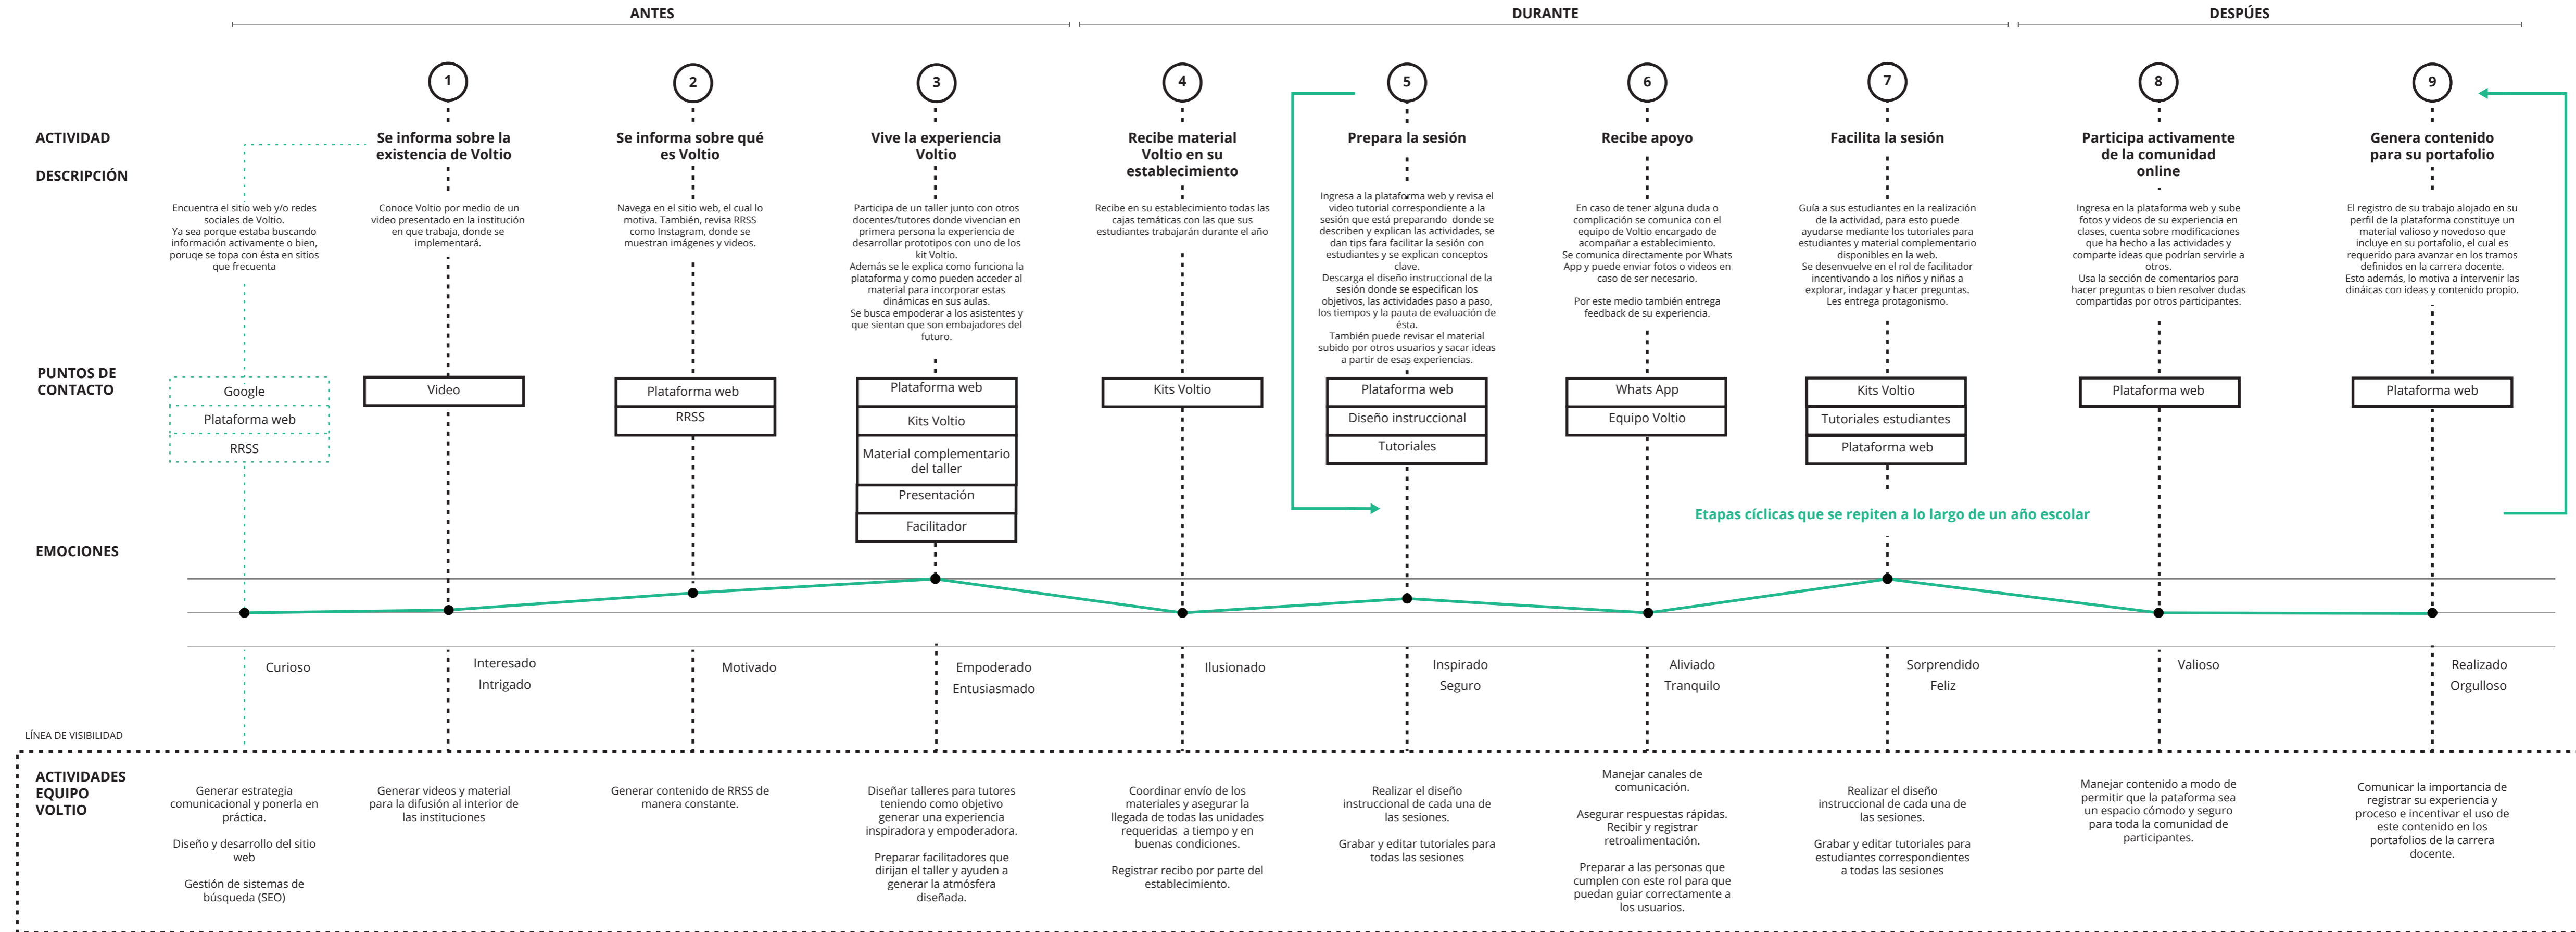 ANTES
DURANTE
DESPÚES
1
2
3
4
5
6
7
8
9
ACTIVIDAD
Se informa sobre la
existencia de Voltio
Se informa sobre qué
es Voltio
Vive la experiencia
Voltio
Recibe material
Voltio en su
establecimiento
Prepara la sesión
Recibe apoyo
Facilita la sesión
Participa activamente
de la comunidad
online
Genera contenido
para su portafolio
DESCRIPCIÓN
Encuentra el sitio web y/o redes
sociales de Voltio.
Ya sea porque estaba buscando
información activamente o bien,
poruqe se topa con ésta en sitios
que frecuenta
Conoce Voltio por medio de un
video presentado en la institución
en que trabaja, donde se
implementará.
Navega en el sitio web, el cual lo
motiva. También, revisa RRSS
como Instagram, donde se
muestran imágenes y videos.
Participa de un taller junto con otros
docentes/tutores donde vivencian en
primera persona la experiencia de
desarrollar prototipos con uno de los
kit Voltio.
Además se le explica como funciona la
plataforma y como pueden acceder al
material para incorporar estas
dinámicas en sus aulas.
Se busca empoderar a los asistentes y
que sientan que son embajadores del
futuro.
Recibe en su establecimiento todas las
cajas temáticas con las que sus
estudiantes trabajarán durante el año
Ingresa a la plataforma web y revisa el
video tutorial correspondiente a la
sesión que está preparando donde se
describen y explican las actividades, se
dan tips fara facilitar la sesión con
estudiantes y se explican conceptos
clave.
Descarga el diseño instruccional de la
sesión donde se especifican los
objetivos, las actividades paso a paso,
los tiempos y la pauta de evaluación de
ésta.
También puede revisar el material
subido por otros usuarios y sacar ideas
a partir de esas experiencias.
En caso de tener alguna duda o
complicación se comunica con el
equipo de Voltio encargado de
acompañar a establecimiento.
Se comunica directamente por Whats
App y puede enviar fotos o videos en
caso de ser necesario.
Por este medio también entrega
feedback de su experiencia.
Guía a sus estudiantes en la realización
de la actividad, para esto puede
ayudarse mediante los tutoriales para
estudiantes y material complementario
disponibles en la web.
Se desenvuelve en el rol de facilitador
incentivando a los niños y niñas a
explorar, indagar y hacer preguntas.
Les entrega protagonismo.
Ingresa en la plataforma web y sube
fotos y videos de su experiencia en
clases, cuenta sobre modificaciones
que ha hecho a las actividades y
comparte ideas que podrían servirle a
otros.
Usa la sección de comentarios para
hacer preguntas o bien resolver dudas
compartidas por otros participantes.
El registro de su trabajo alojado en su
perfil de la plataforma constituye un
material valioso y novedoso que
incluye en su portafolio, el cual es
requerido para avanzar en los tramos
definidos en la carrera docente.
Esto además, lo motiva a intervenir las
dináicas con ideas y contenido propio.
PUNTOS DE
CONTACTO
Google
Plataforma web
RRSS
Video
Plataforma web
RRSS
Plataforma web
Kits Voltio
Material complementario
del taller
Presentación
Facilitador
Kits Voltio
Plataforma web
Diseño instruccional
Tutoriales
Whats App
Equipo Voltio
Kits Voltio
Tutoriales estudiantes
Plataforma web
Plataforma web
Plataforma web
Etapas cíclicas que se repiten a lo largo de un año escolar
EMOCIONES
Curioso
Interesado
Intrigado
Motivado
Empoderado
Entusiasmado
Ilusionado
Inspirado
Seguro
Aliviado
Tranquilo
Sorprendido
Feliz
Valioso
Realizado
Orgulloso
LÍNEA DE VISIBILIDAD
ACTIVIDADES
EQUIPO
VOLTIO
Generar estrategia
comunicacional y ponerla en
práctica.
Diseño y desarrollo del sitio
web
Gestión de sistemas de
búsqueda (SEO)
Generar videos y material
para la difusión al interior de
las instituciones
Generar contenido de RRSS de
manera constante.
Diseñar talleres para tutores
teniendo como objetivo
generar una experiencia
inspiradora y empoderadora.
Preparar facilitadores que
dirijan el taller y ayuden a
generar la atmósfera
diseñada.
Coordinar envío de los
materiales y asegurar la
llegada de todas las unidades
requeridas a tiempo y en
buenas condiciones.
Registrar recibo por parte del
establecimiento.
Realizar el diseño
instruccional de cada una de
las sesiones.
Grabar y editar tutoriales para
todas las sesiones
Manejar canales de
comunicación.
Asegurar respuestas rápidas.
Recibir y registrar
retroalimentación.
Preparar a las personas que
cumplen con este rol para que
puedan guiar correctamente a
los usuarios.
Realizar el diseño
instruccional de cada una de
las sesiones.
Grabar y editar tutoriales para
estudiantes correspondientes
a todas las sesiones
Manejar contenido a modo de
permitir que la pataforma sea
un espacio cómodo y seguro
para toda la comunidad de
participantes.
Comunicar la importancia de
registrar su experiencia y
proceso e incentivar el uso de
este contenido en los
portafolios de la carrera
docente.